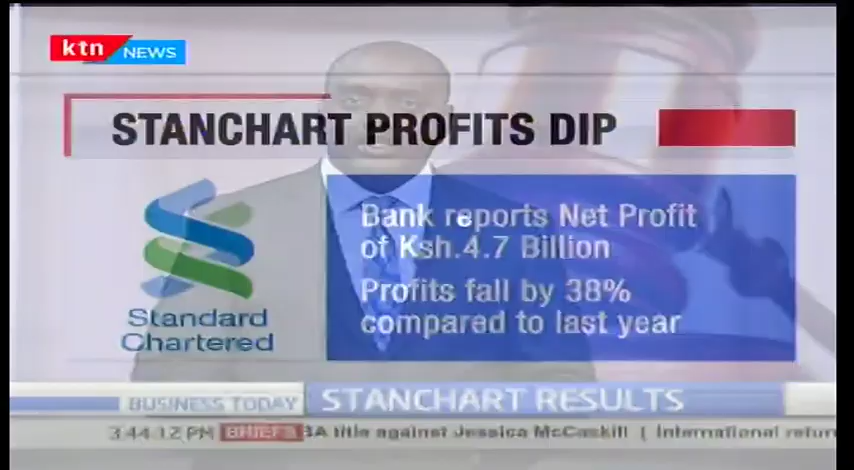 ktn NEWS
STANCHART PROFITS DIP
Bank reports Net Profit
of Ksh.4.7 Billion
Profits fall by 38%
compared to last year
Standard
Chartered
BUSINESS TODAY STANCHART RESULTS
3:44:12 PM BRIEFS title against Jessica McCaskill ( International retur